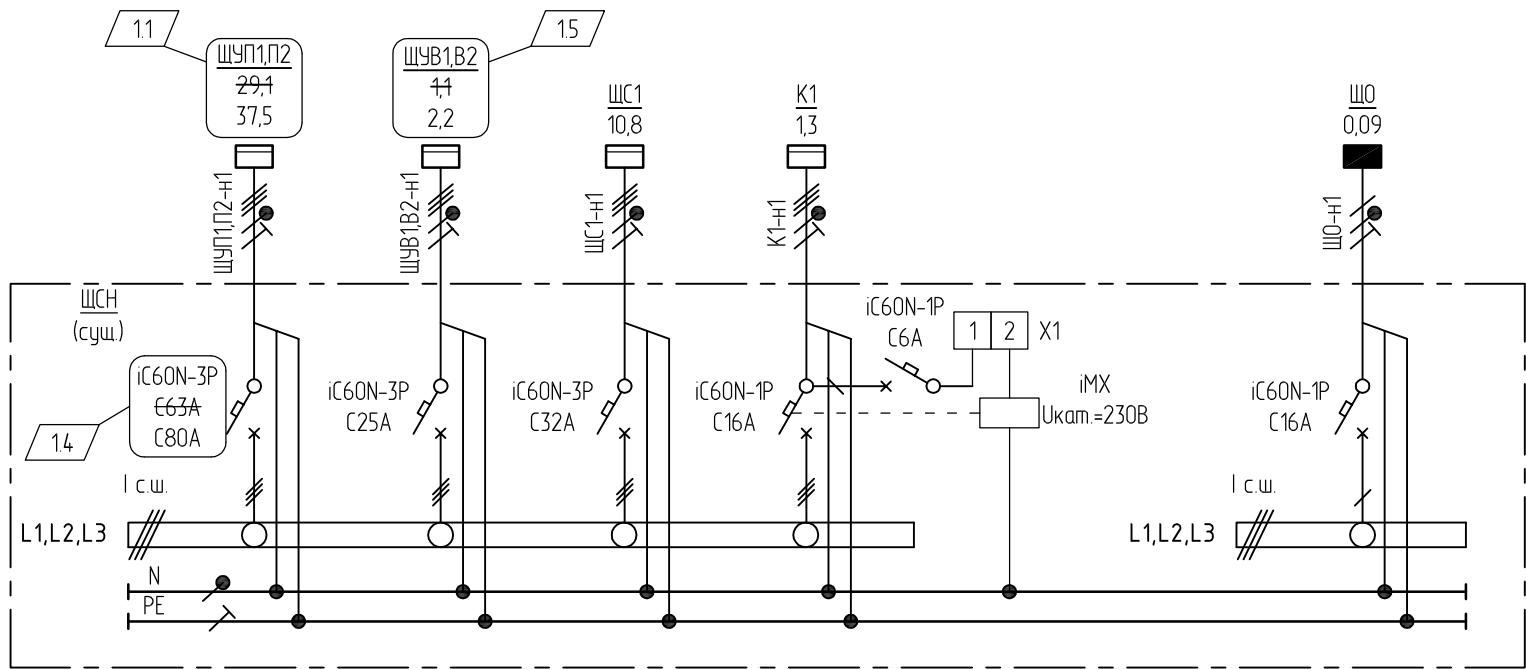 1.1
ЩУП1,П2
29,1
37,5
1.5
ЩУВ1,В2
1,1
2,2
ЩС1
10,8
К1
1,3
ЩО
0,09
ЩУП1,П2-н1
ЩУВ1,В2-н1
ЩС1-н1
К1-н1
ЩО-н1
ЩСН
(сущ.)
iC60N-3P
C63A
C80A
1.4
iC60N-3P
C25A
iC60N-3P
C32A
iC60N-1P
C16A
iC60N-1P
C6A
1 2 X1
iMX
Uкат.=230В
iC60N-1P
C16A
I с.ш.
L1,L2,L3
I с.ш.
L1,L2,L3
N
PE